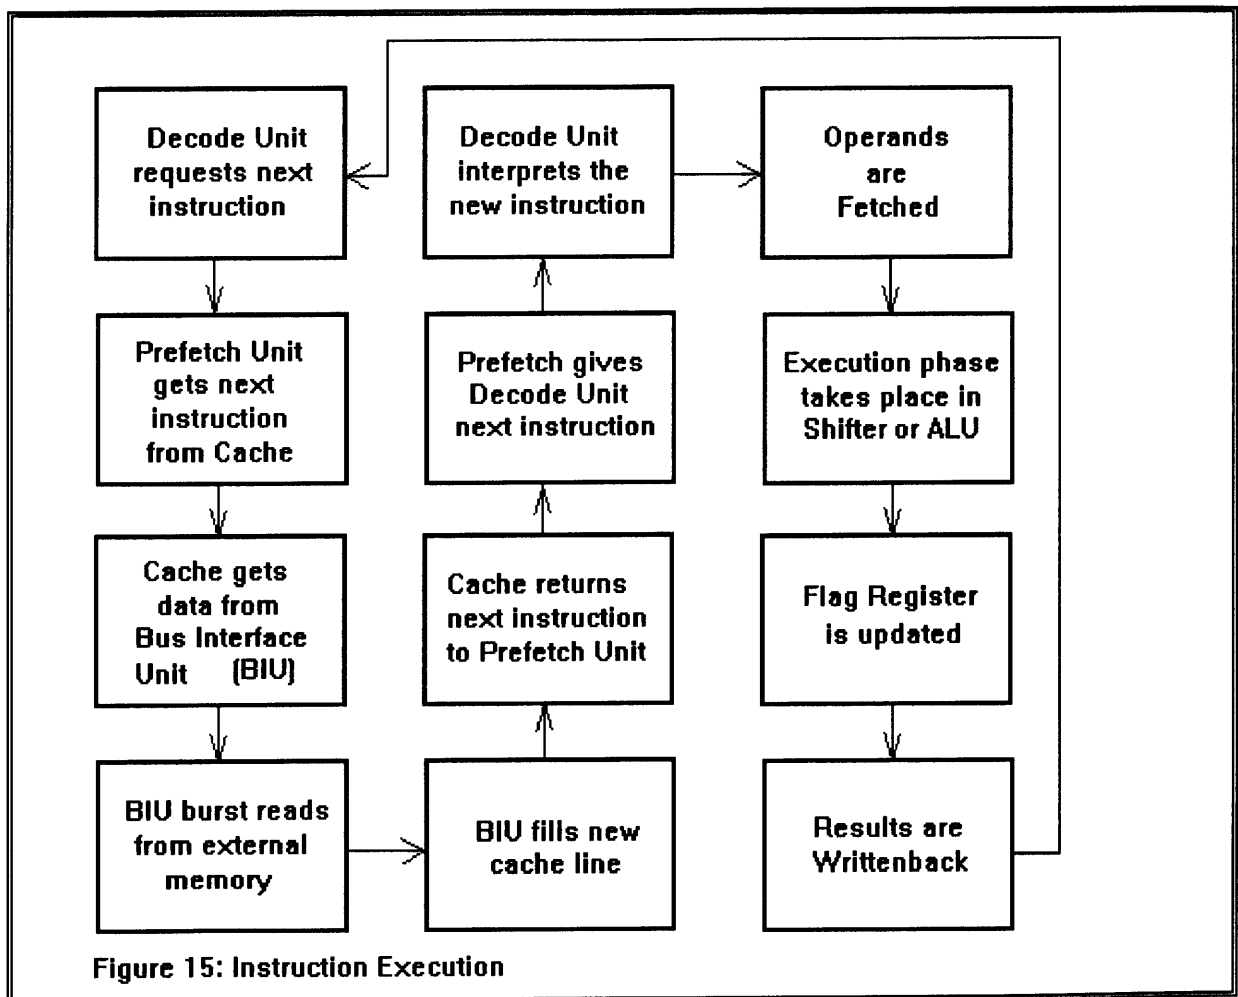 Decode Unit
requests next
instruction
Prefetch Unit
gets next
instruction
from Cache
Cache gets
data from
Bus Interface
Unit (BIU)
BIU burst reads
from external
memory
BIU fills new
cache line
Cache returns
next instruction
to Prefetch Unit
Prefetch gives
Decode Unit
next instruction
Decode Unit
interprets the
new instruction
Operands
are
Fetched
Execution phase
takes place in
Shifter or ALU
Flag Register
is updated
Results are
Writtenback
Figure 15: Instruction Execution